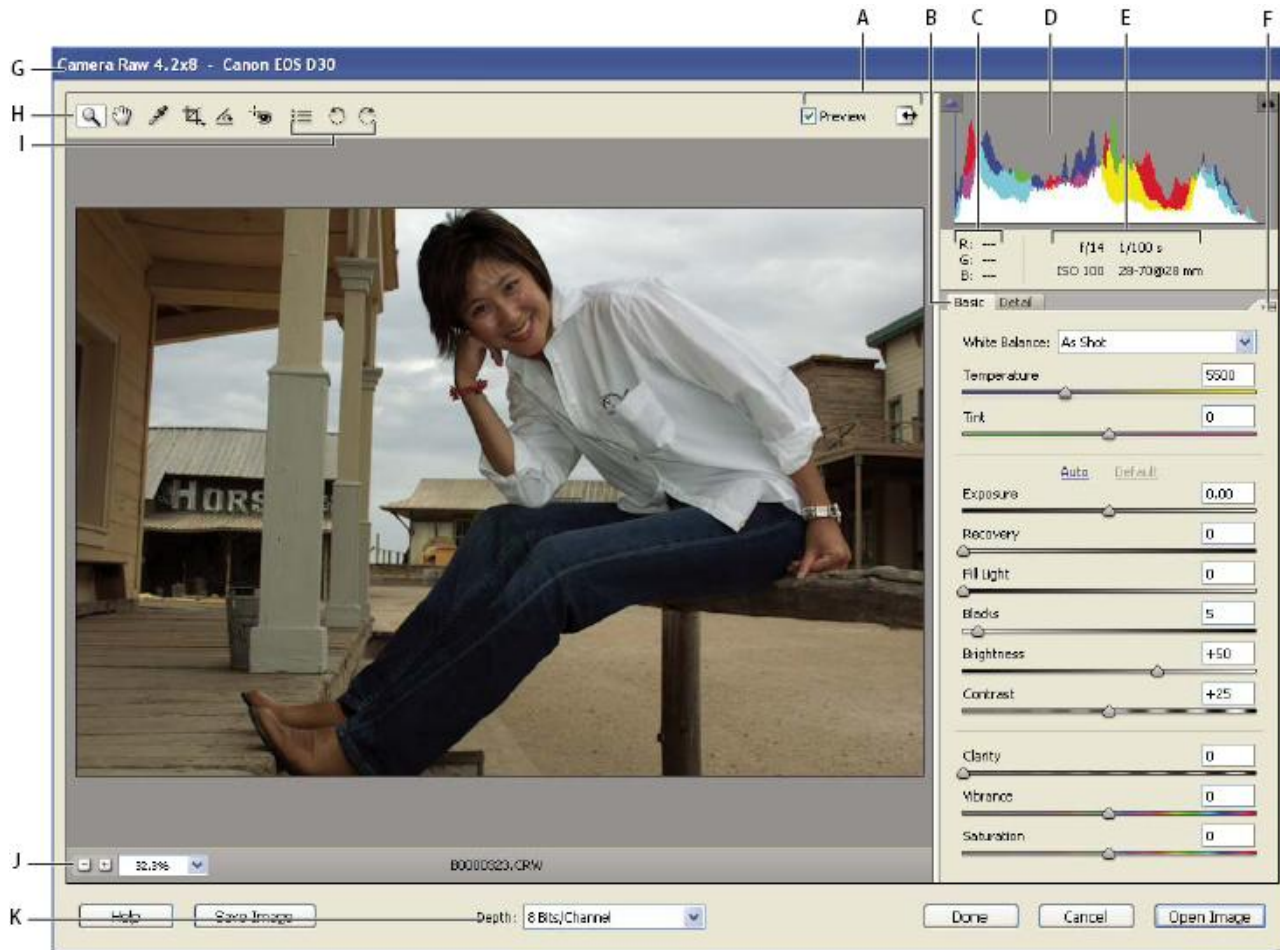 A B C D E F
G Camera Raw 4.2x8 - Canon EOS D30
H Preview
I
R: ---
G: ---
B: ---
f/14 1/100 s
ISO 100 28-70@28 mm
Basic Detail
White Balance: As Shot
Temperature 5500
Tint 0
Auto Default
Exposure 0.00
Recovery 0
Fill Light 0
Blacks 5
Brightness +50
Contrast +25
Clarity 0
Vibrance 0
Saturation 0
HORS
J 32.3% B0000323.CRW
K Help Save Image Depth: 8 Bits/Channel Done Cancel Open Image